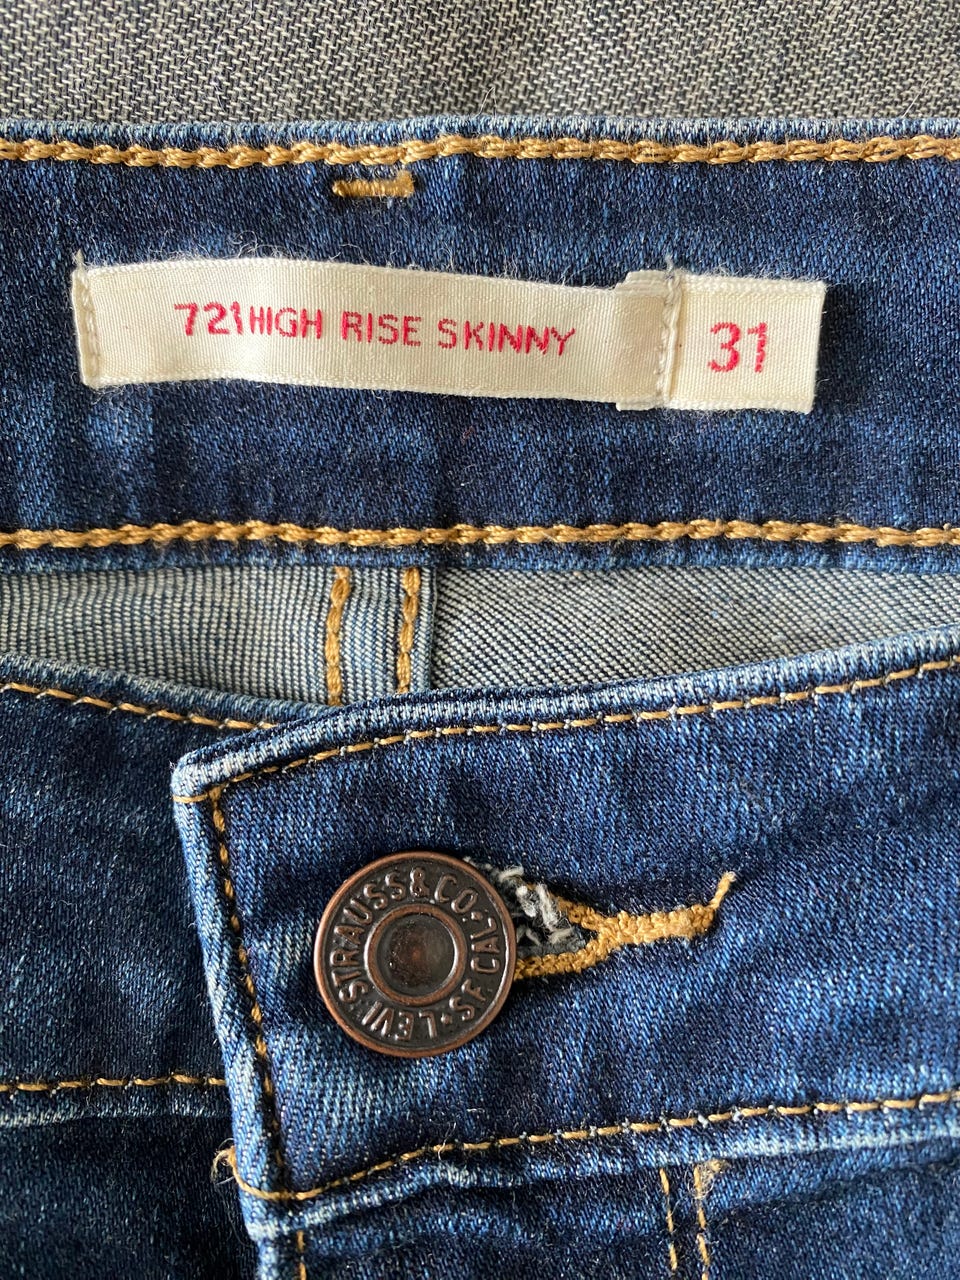 721 HIGH RISE SKINNY
31
LEVI STRAUSS & CO • S.F. CAL •